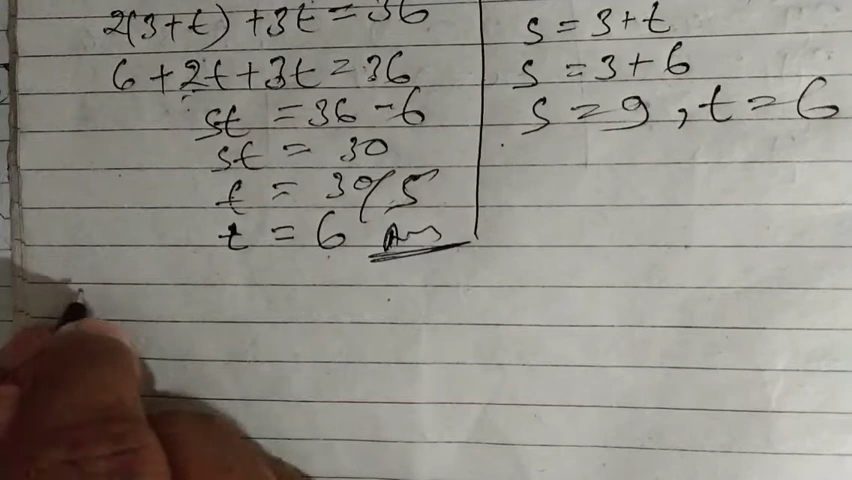 2(3+t) +3t = 36
6 + 2t + 3t = 36
5t = 36 - 6
5t = 30
t = 30/5
t = 6 Ans
s = 3 + t
s = 3 + 6
s = 9, t = 6